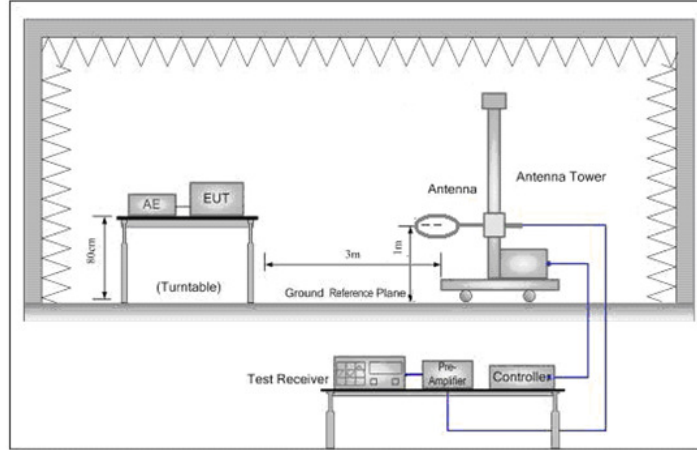 Antenna Tower
Antenna
AE
EUT
80cm
1m
3m
(Turntable)
Ground Reference Plane
Test Receiver
Pre-
Amplifier
Controller